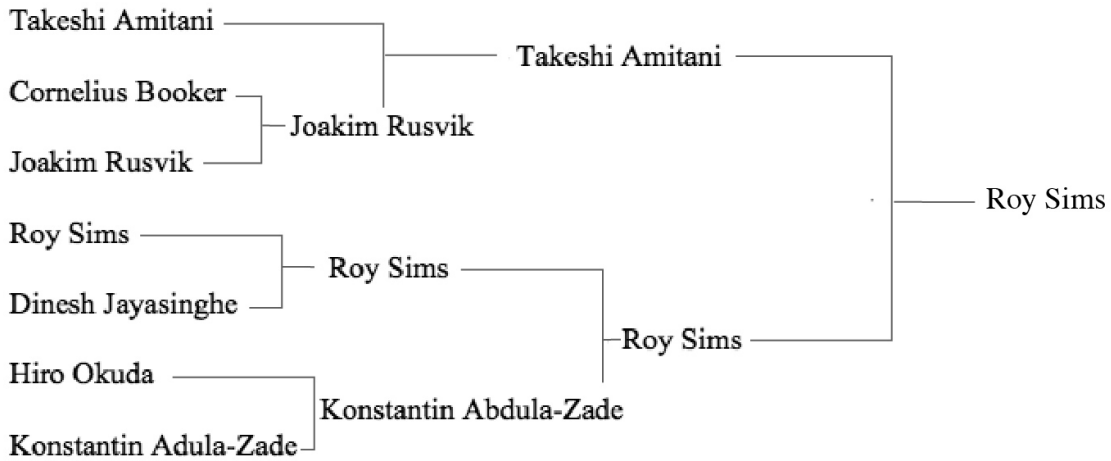 Takeshi Amitani
Takeshi Amitani
Cornelius Booker
Joakim Rusvik
Joakim Rusvik
Roy Sims
Roy Sims
Roy Sims
Dinesh Jayasinghe
Roy Sims
Hiro Okuda
Konstantin Abdula-Zade
Konstantin Adula-Zade